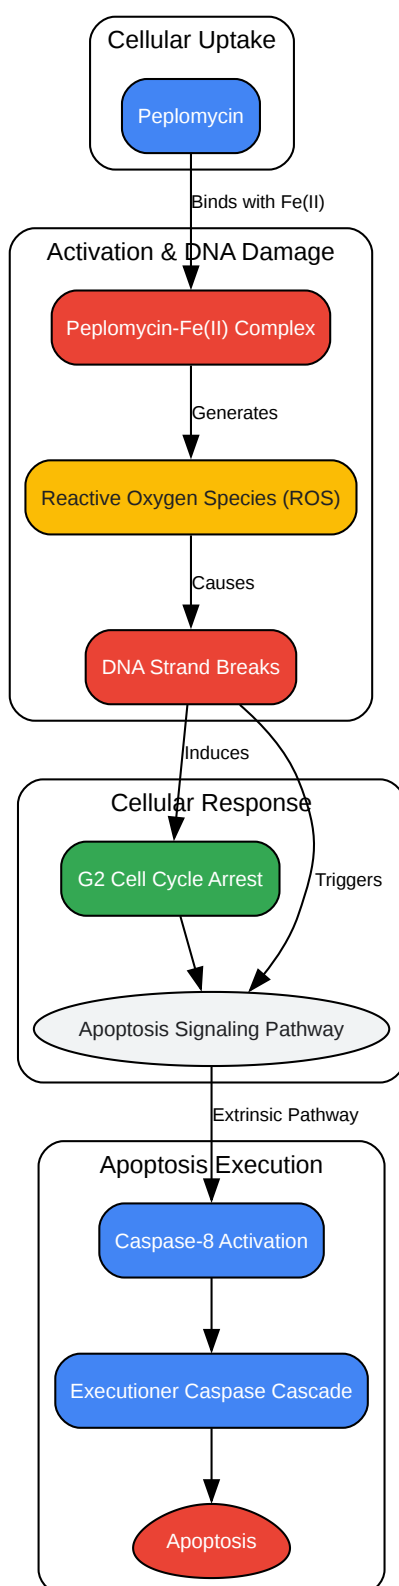 Cellular Uptake
Peplomycin
Binds with Fe(II)
Activation & DNA Damage
Peplomycin-Fe(II) Complex
Generates
Reactive Oxygen Species (ROS)
Causes
DNA Strand Breaks
Induces
Cellular Response
G2 Cell Cycle Arrest
Triggers
Apoptosis Signaling Pathway
Extrinsic Pathway
Apoptosis Execution
Caspase-8 Activation
Executioner Caspase Cascade
Apoptosis